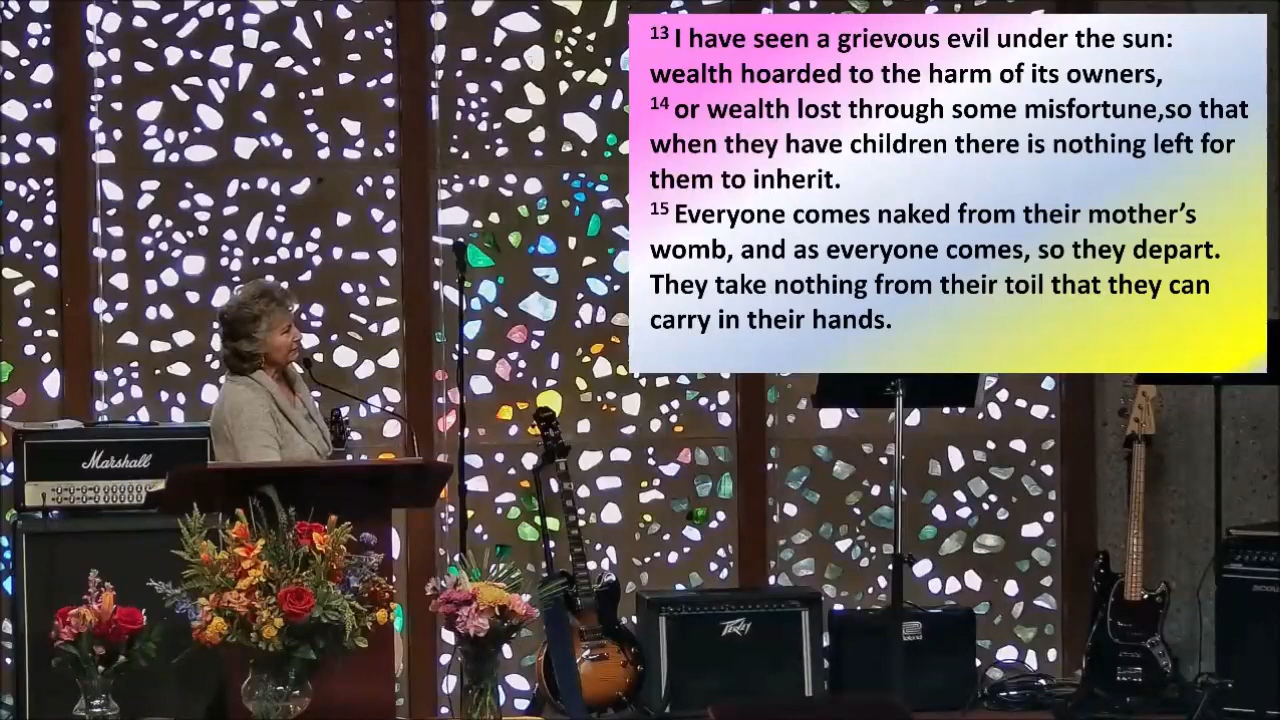 ¹³ I have seen a grievous evil under the sun:
wealth hoarded to the harm of its owners,
¹⁴ or wealth lost through some misfortune,so that
when they have children there is nothing left for
them to inherit.
¹⁵ Everyone comes naked from their mother’s
womb, and as everyone comes, so they depart.
They take nothing from their toil that they can
carry in their hands.
Marshall
PEAVEY
Roland